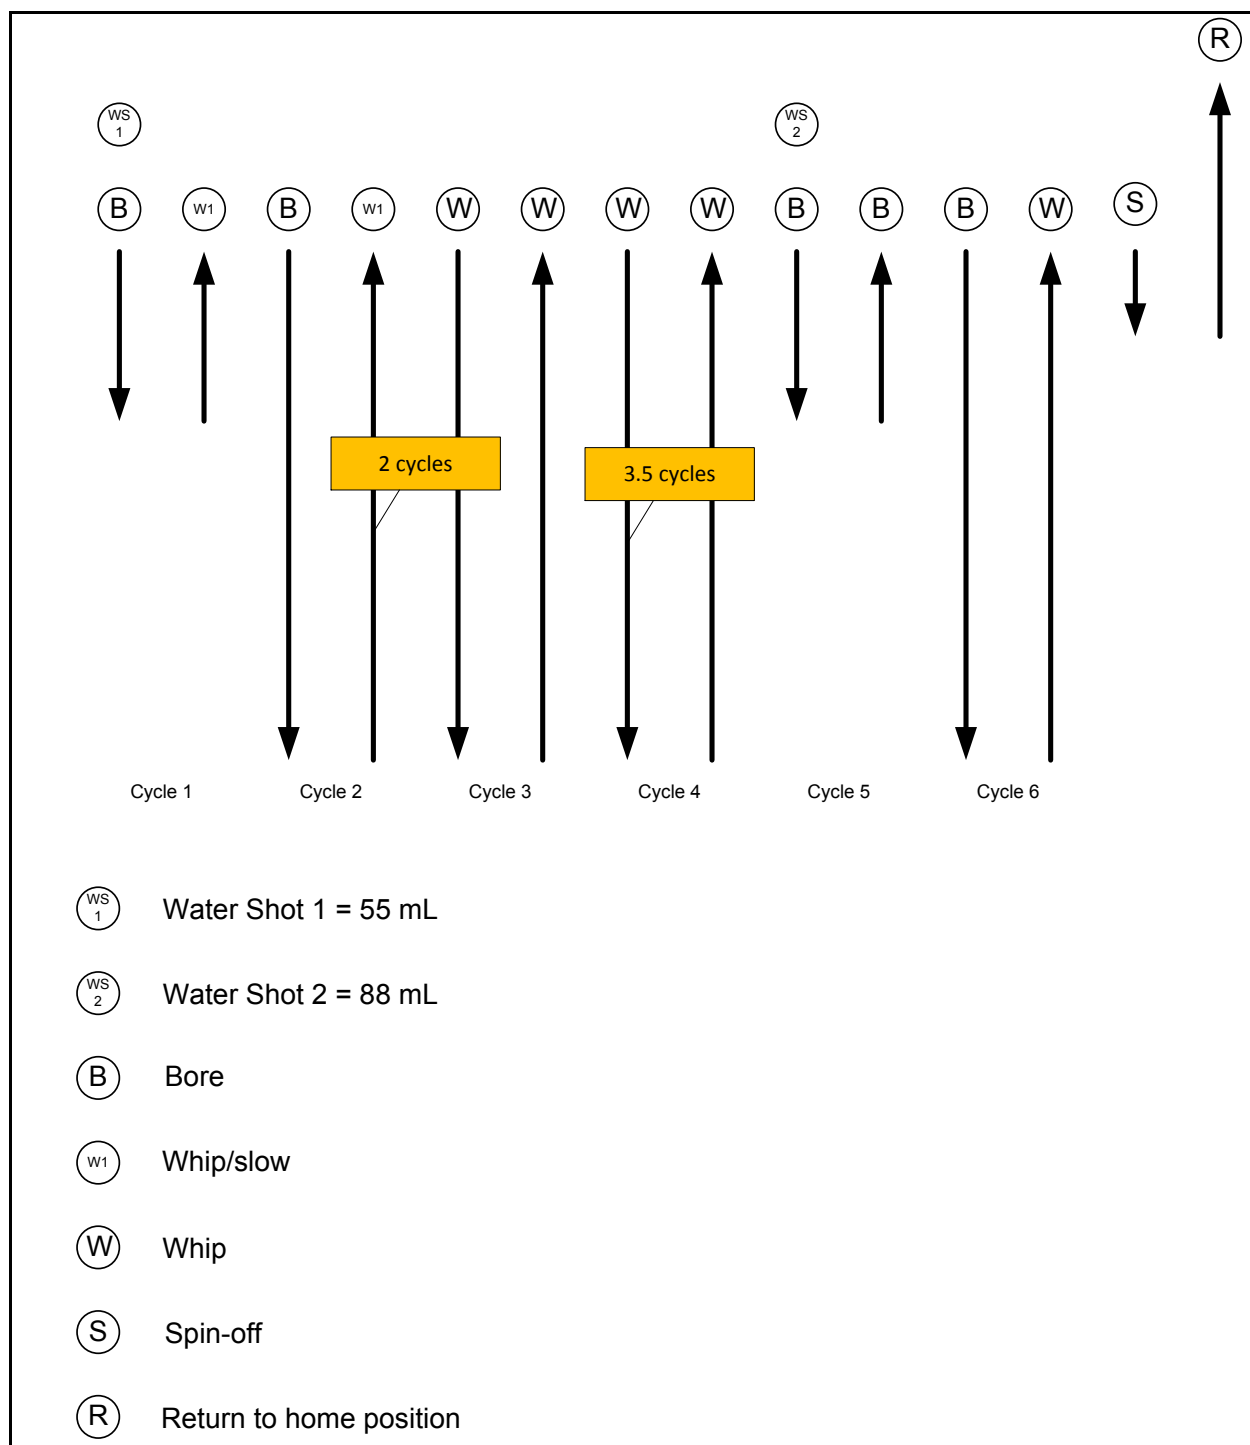 R
WS
1
WS
2
B W1 B W1 W W W W B B B W S
2 cycles
3.5 cycles
Cycle 1 Cycle 2 Cycle 3 Cycle 4 Cycle 5 Cycle 6
WS
1
Water Shot 1 = 55 mL
WS
2
Water Shot 2 = 88 mL
B Bore
W1 Whip/slow
W Whip
S Spin-off
R Return to home position